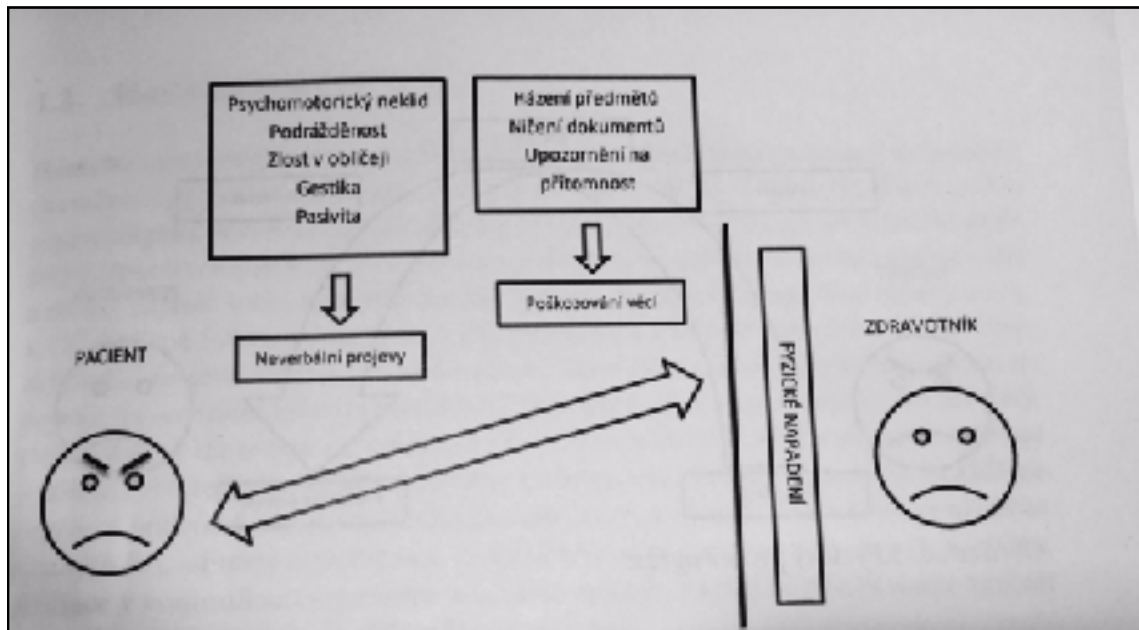 Psychomotorický neklid
Podrážděnost
Zlost v obličeji
Gestika
Pasivita
Házení předmětů
Ničení dokumentů
Upozornění na
přítomnost
Poškozování věcí
Neverbální projevy
PACIENT
ZDRAVOTNÍK
FYZICKÉ NAPADENÍ